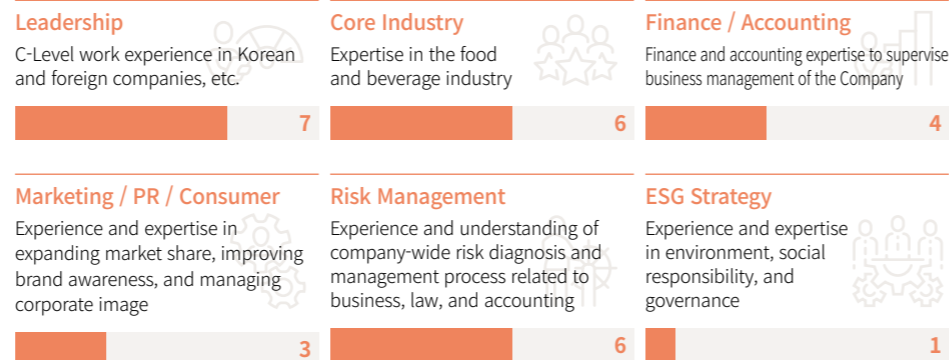 Leadership
C-Level work experience in Korean
and foreign companies, etc.
7
Core Industry
Expertise in the food
and beverage industry
6
Finance / Accounting
Finance and accounting expertise to supervise
business management of the Company
4
Marketing / PR / Consumer
Experience and expertise in
expanding market share, improving
brand awareness, and managing
corporate image
3
Risk Management
Experience and understanding of
company-wide risk diagnosis and
management process related to
business, law, and accounting
6
ESG Strategy
Experience and expertise
in environment, social
responsibility, and
governance
1